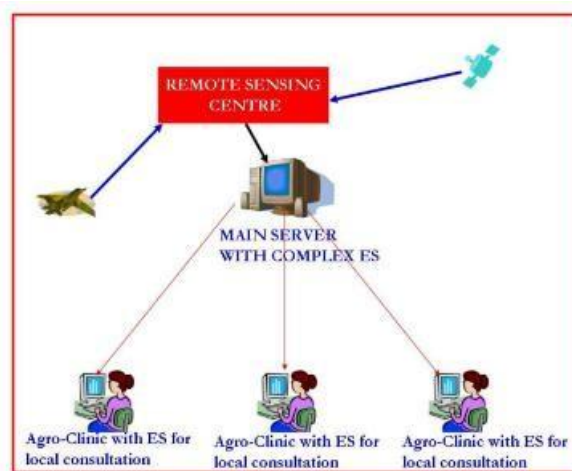 REMOTE SENSING
CENTRE
MAIN SERVER
WITH COMPLEX ES
Agro-Clinic with ES for
local consultation
Agro-Clinic with ES for
local consultation
Agro-Clinic with ES for
local consultation